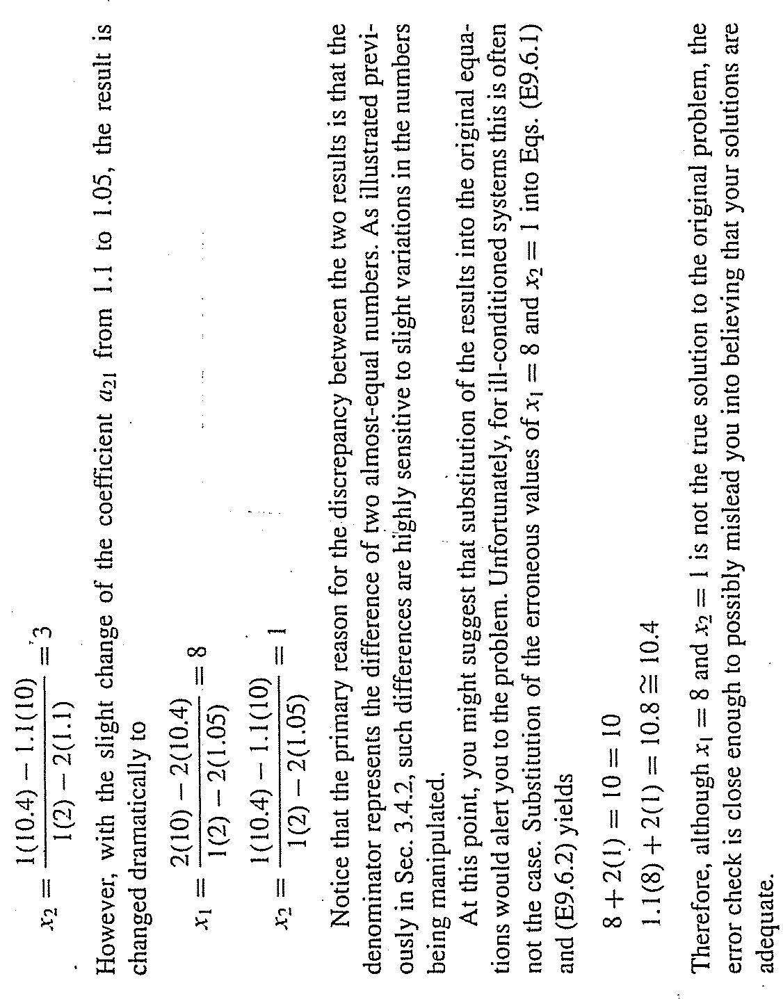 x₂ = (1(10.4) − 1.1(10)) / (1(2) − 2(1.1)) = 3
However, with the slight change of the coefficient a₂₁ from 1.1 to 1.05, the result is
changed dramatically to
x₁ = (2(10) − 2(10.4)) / (1(2) − 2(1.05)) = 8
x₂ = (1(10.4) − 1.1(10)) / (1(2) − 2(1.05)) = 1
Notice that the primary reason for the discrepancy between the two results is that the
denominator represents the difference of two almost-equal numbers. As illustrated previ-
ously in Sec. 3.4.2, such differences are highly sensitive to slight variations in the numbers
being manipulated.
At this point, you might suggest that substitution of the results into the original equa-
tions would alert you to the problem. Unfortunately, for ill-conditioned systems this is often
not the case. Substitution of the erroneous values of x₁ = 8 and x₂ = 1 into Eqs. (E9.6.1)
and (E9.6.2) yields
8 + 2(1) = 10 = 10
1.1(8) + 2(1) = 10.8 ≅ 10.4
Therefore, although x₁ = 8 and x₂ = 1 is not the true solution to the original problem, the
error check is close enough to possibly mislead you into believing that your solutions are
adequate.